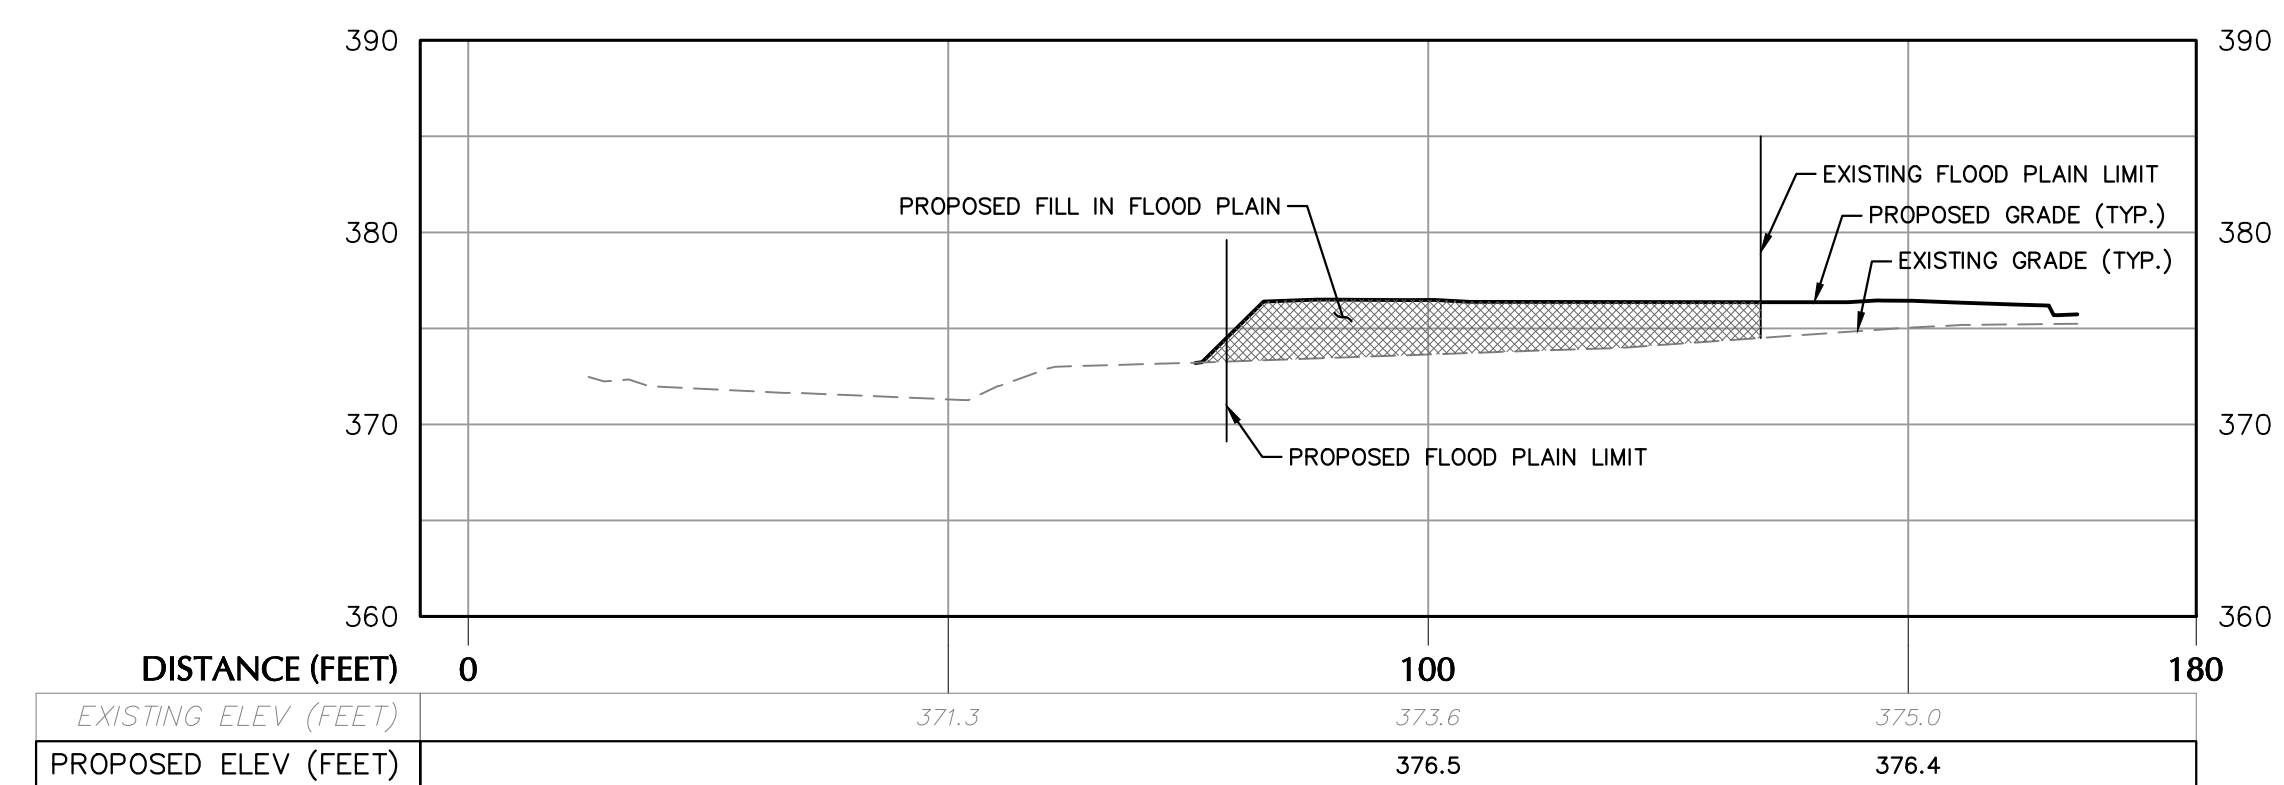 390 390
EXISTING FLOOD PLAIN LIMIT
PROPOSED FILL IN FLOOD PLAIN
PROPOSED GRADE (TYP.)
380 380
EXISTING GRADE (TYP.)
370 370
PROPOSED FLOOD PLAIN LIMIT
360 360
DISTANCE (FEET) 0 100 180
EXISTING ELEV (FEET) 371.3 373.6 375.0
PROPOSED ELEV (FEET) 376.5 376.4